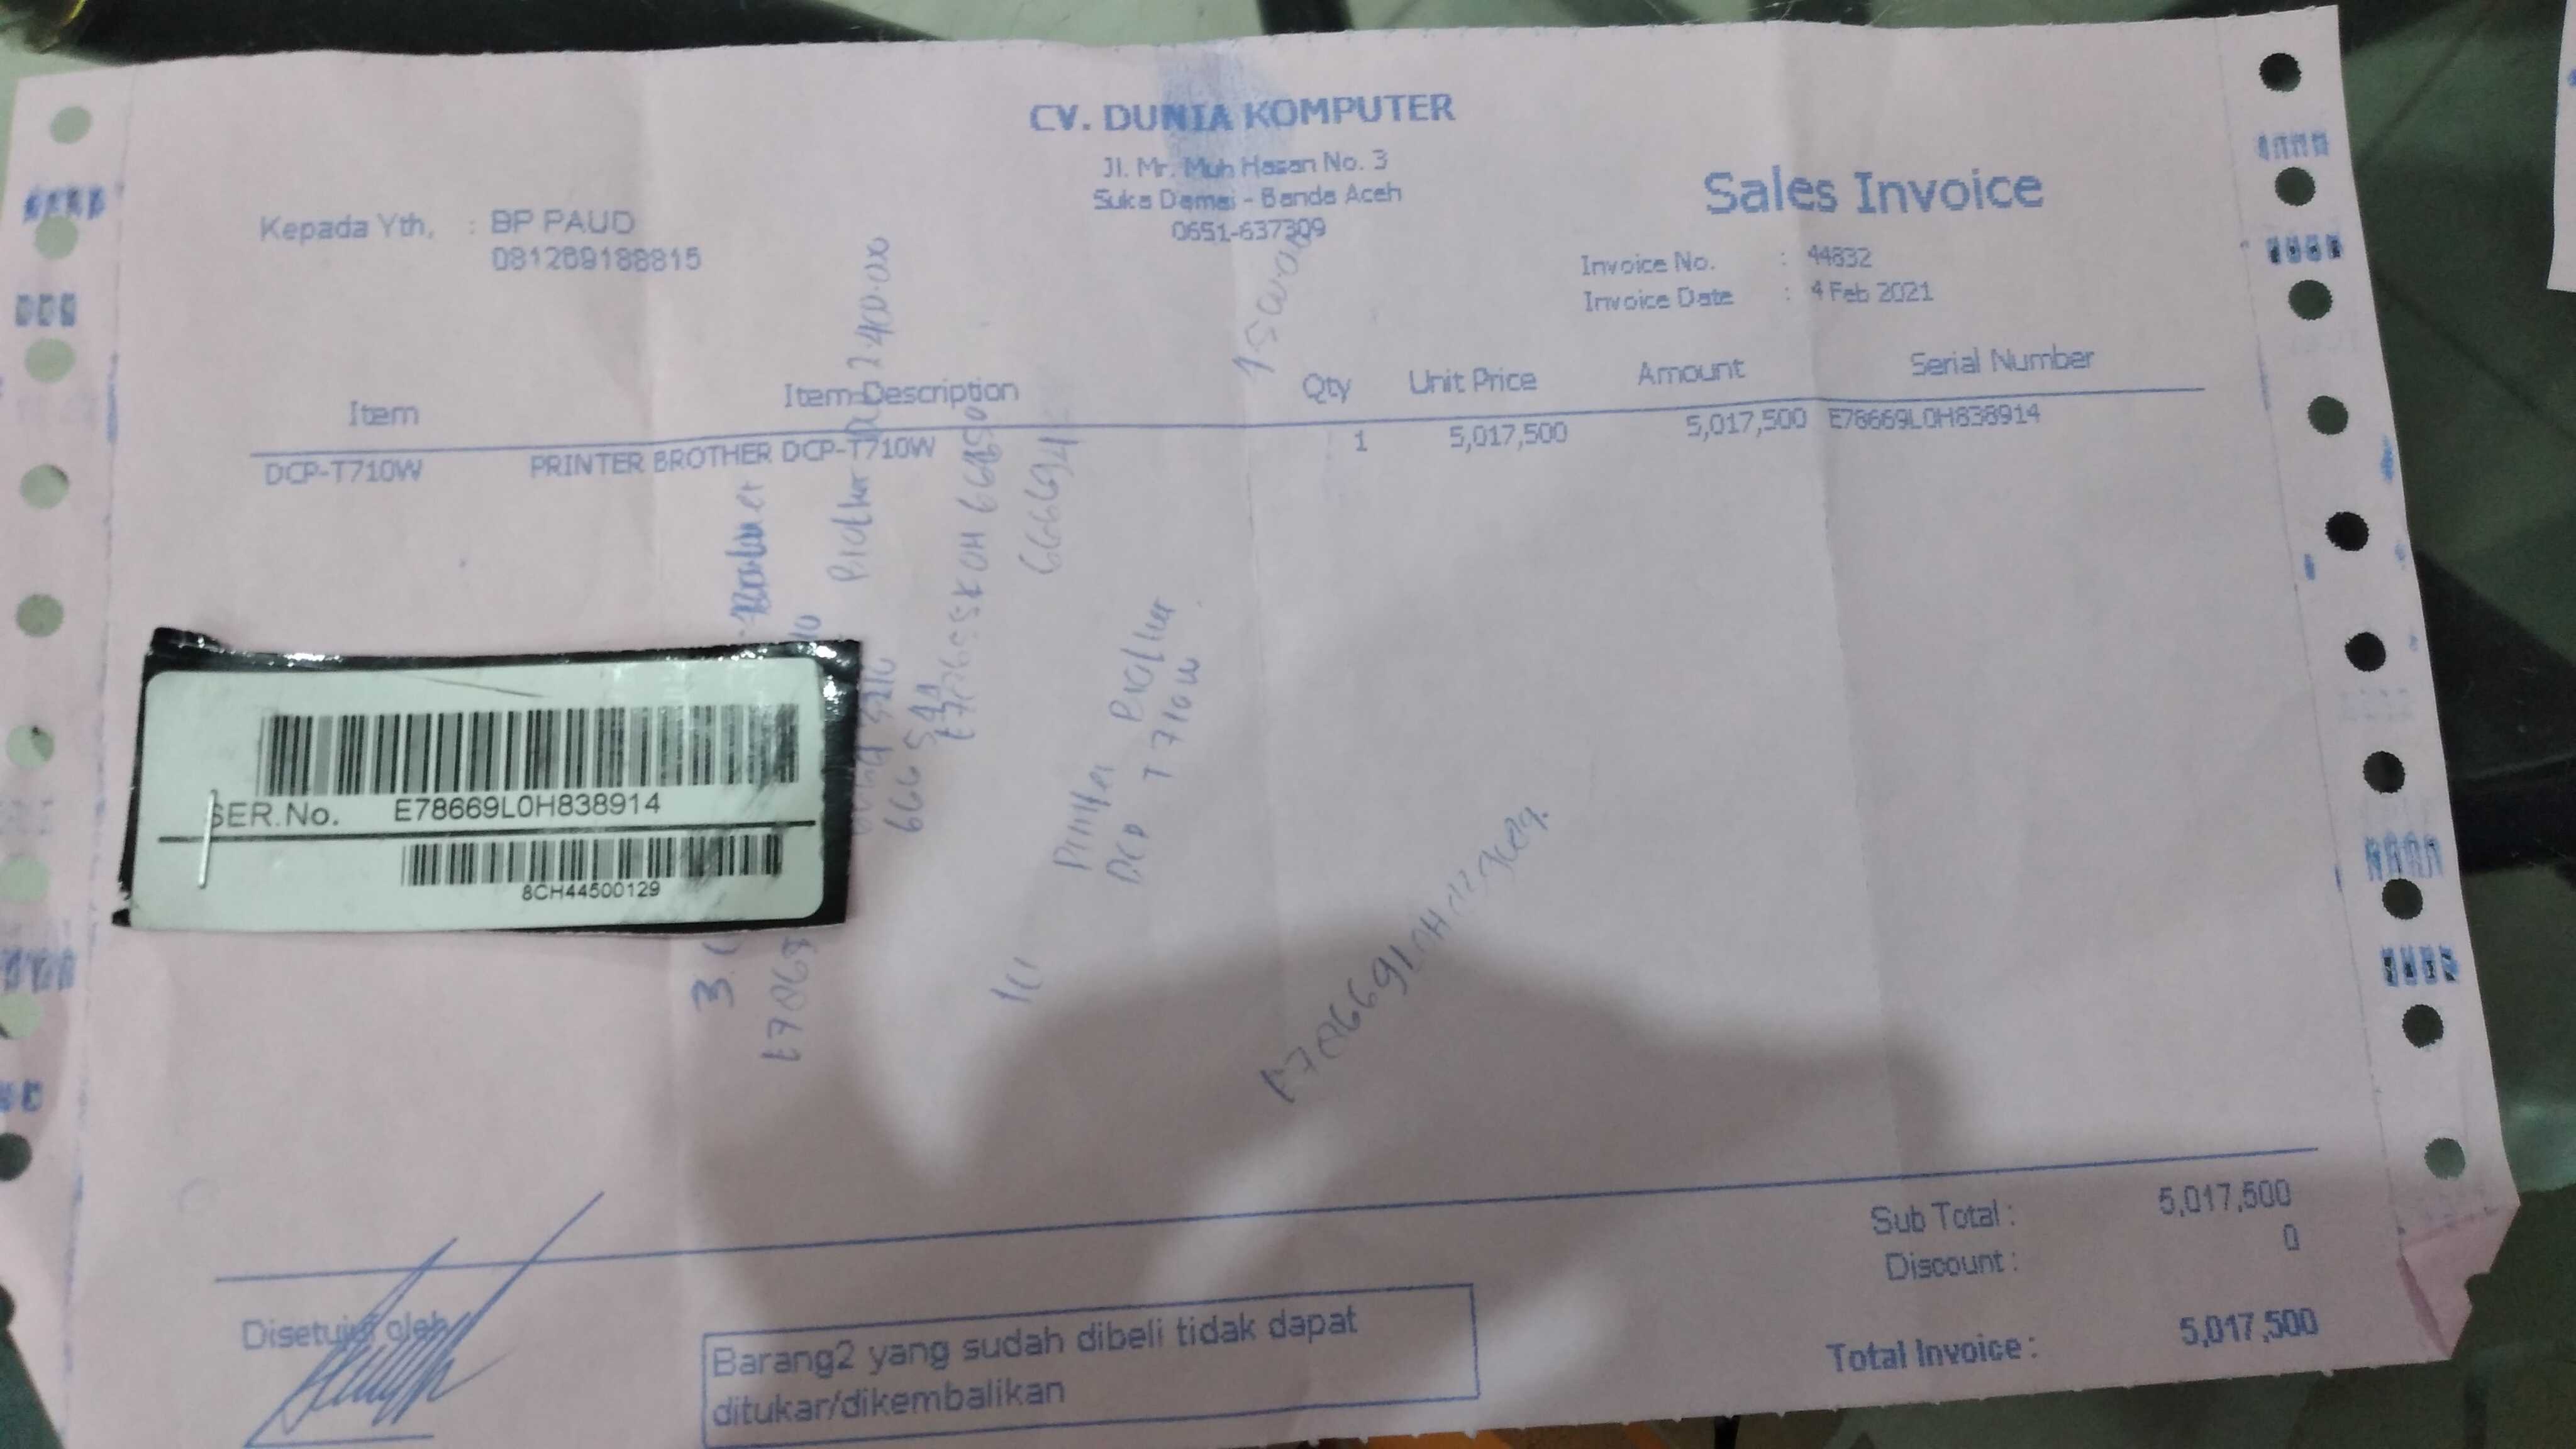 CV. DUNIA KOMPUTER
Jl. Mr. Muh Hasan No. 3
Suka Damai - Banda Aceh
0651-637309
Sales Invoice
Kepada Yth, : BP PAUD
081269188815
Invoice No. : 44832
Invoice Date : 4 Feb 2021
Item Item Description Qty Unit Price Amount Serial Number
DCP-T710W PRINTER BROTHER DCP-T710W 1 5,017,500 5,017,500 E78669L0H838914
SER.No. E78669L0H838914
8CH44500129
Printer
DCP T710W
Sub Total : 5,017,500
Discount : 0
Total Invoice : 5,017,500
Disetujui oleh
Barang2 yang sudah dibeli tidak dapat
ditukar/dikembalikan